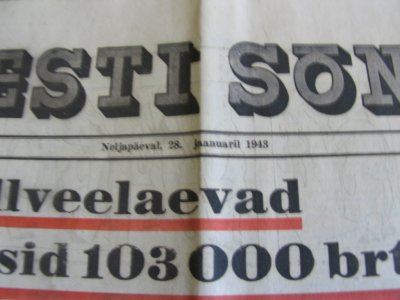 ESTI SÕN
Neljapäeval, 28. jaanuaril 1943
llveelaevad
sid 103 000 brt